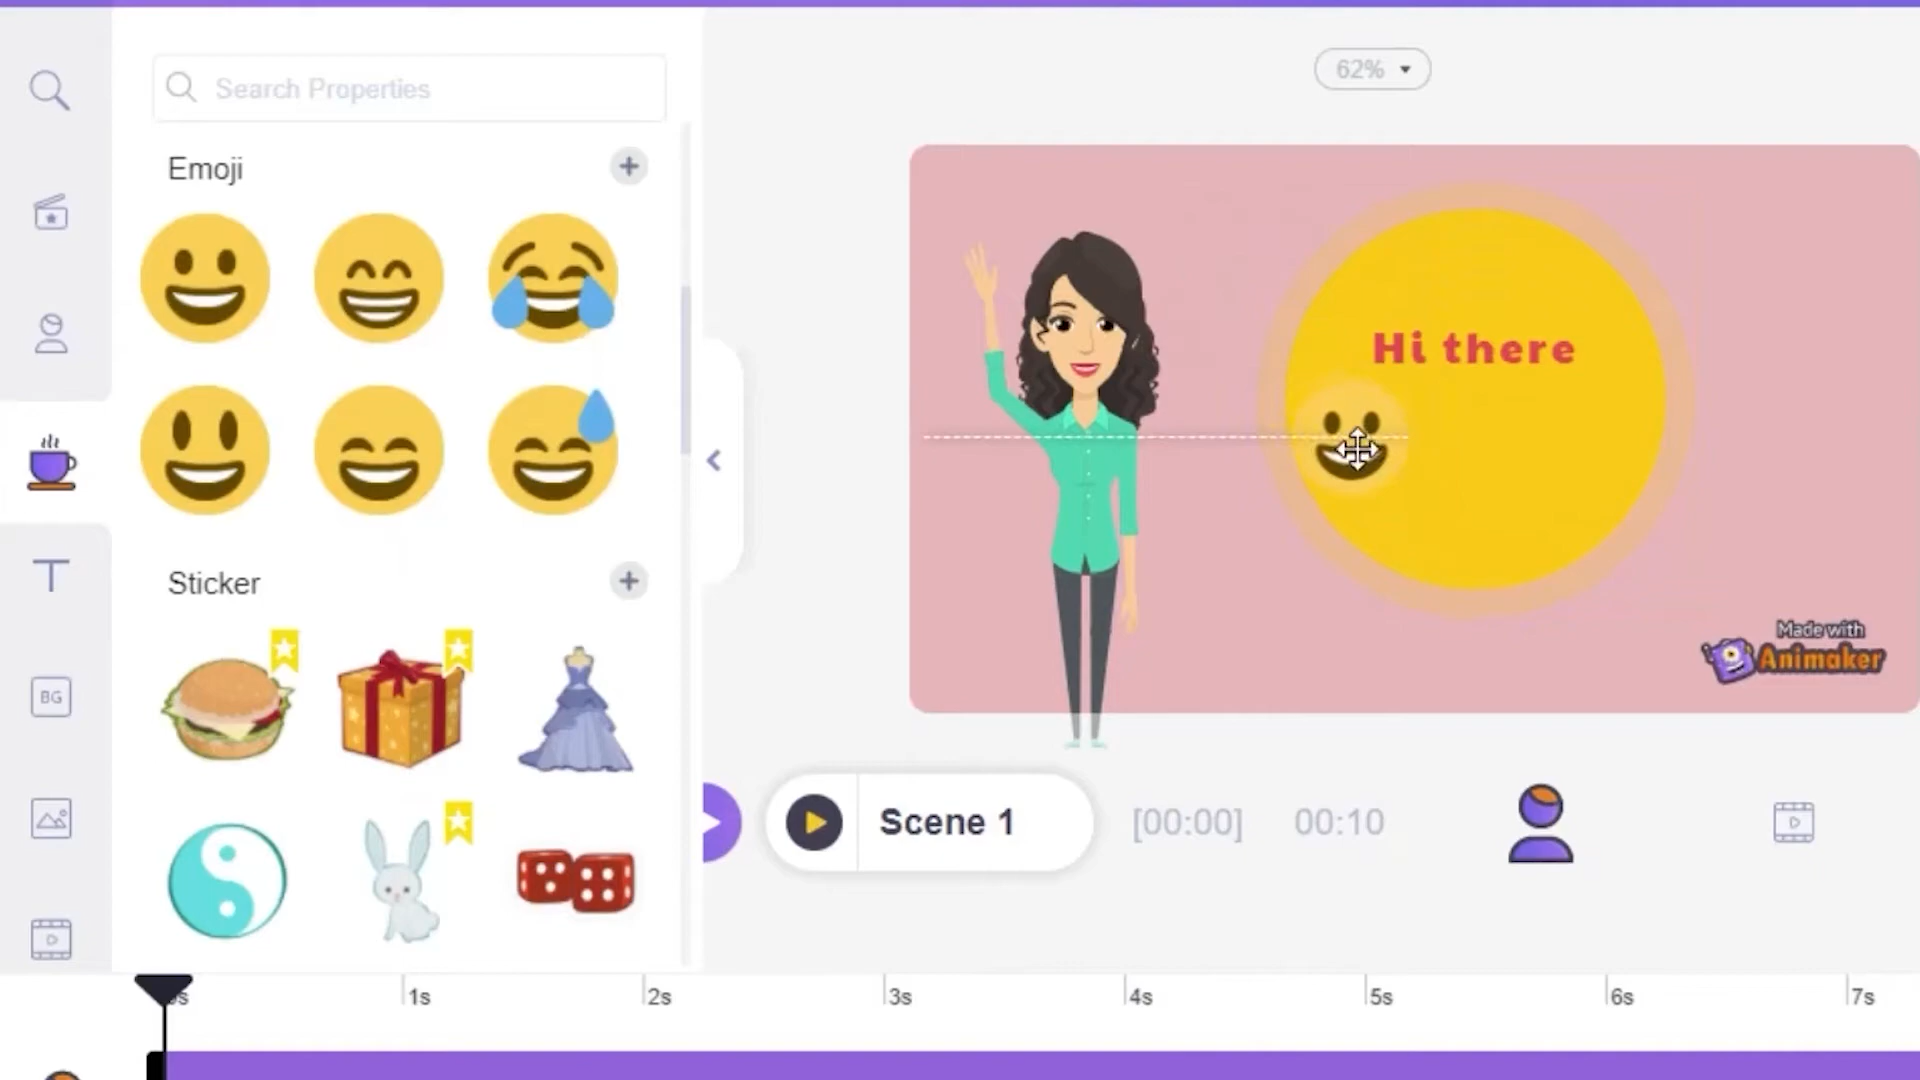 Search Properties
62%
Emoji
Hi there
Sticker
Made with
Animaker
BG
Scene 1
[00:00]
00:10
1s
2s
3s
4s
5s
6s
7s